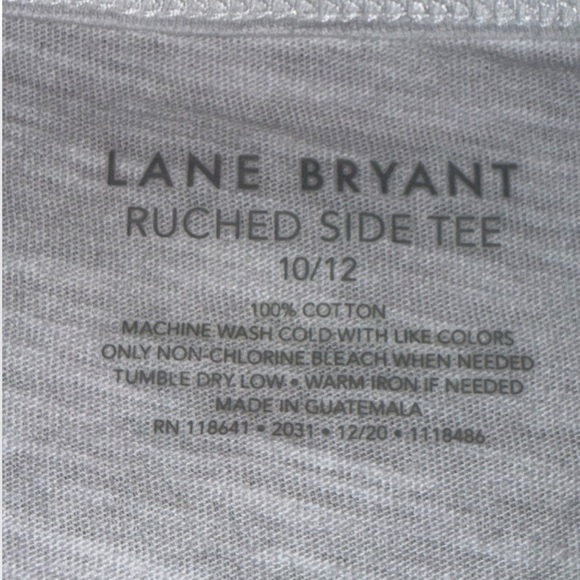 LANE BRYANT
RUCHED SIDE TEE
10/12
100% COTTON
MACHINE WASH COLD WITH LIKE COLORS
ONLY NON-CHLORINE BLEACH WHEN NEEDED
TUMBLE DRY LOW • WARM IRON IF NEEDED
MADE IN GUATEMALA
RN 118641 • 2031 • 12/20 • 1118486